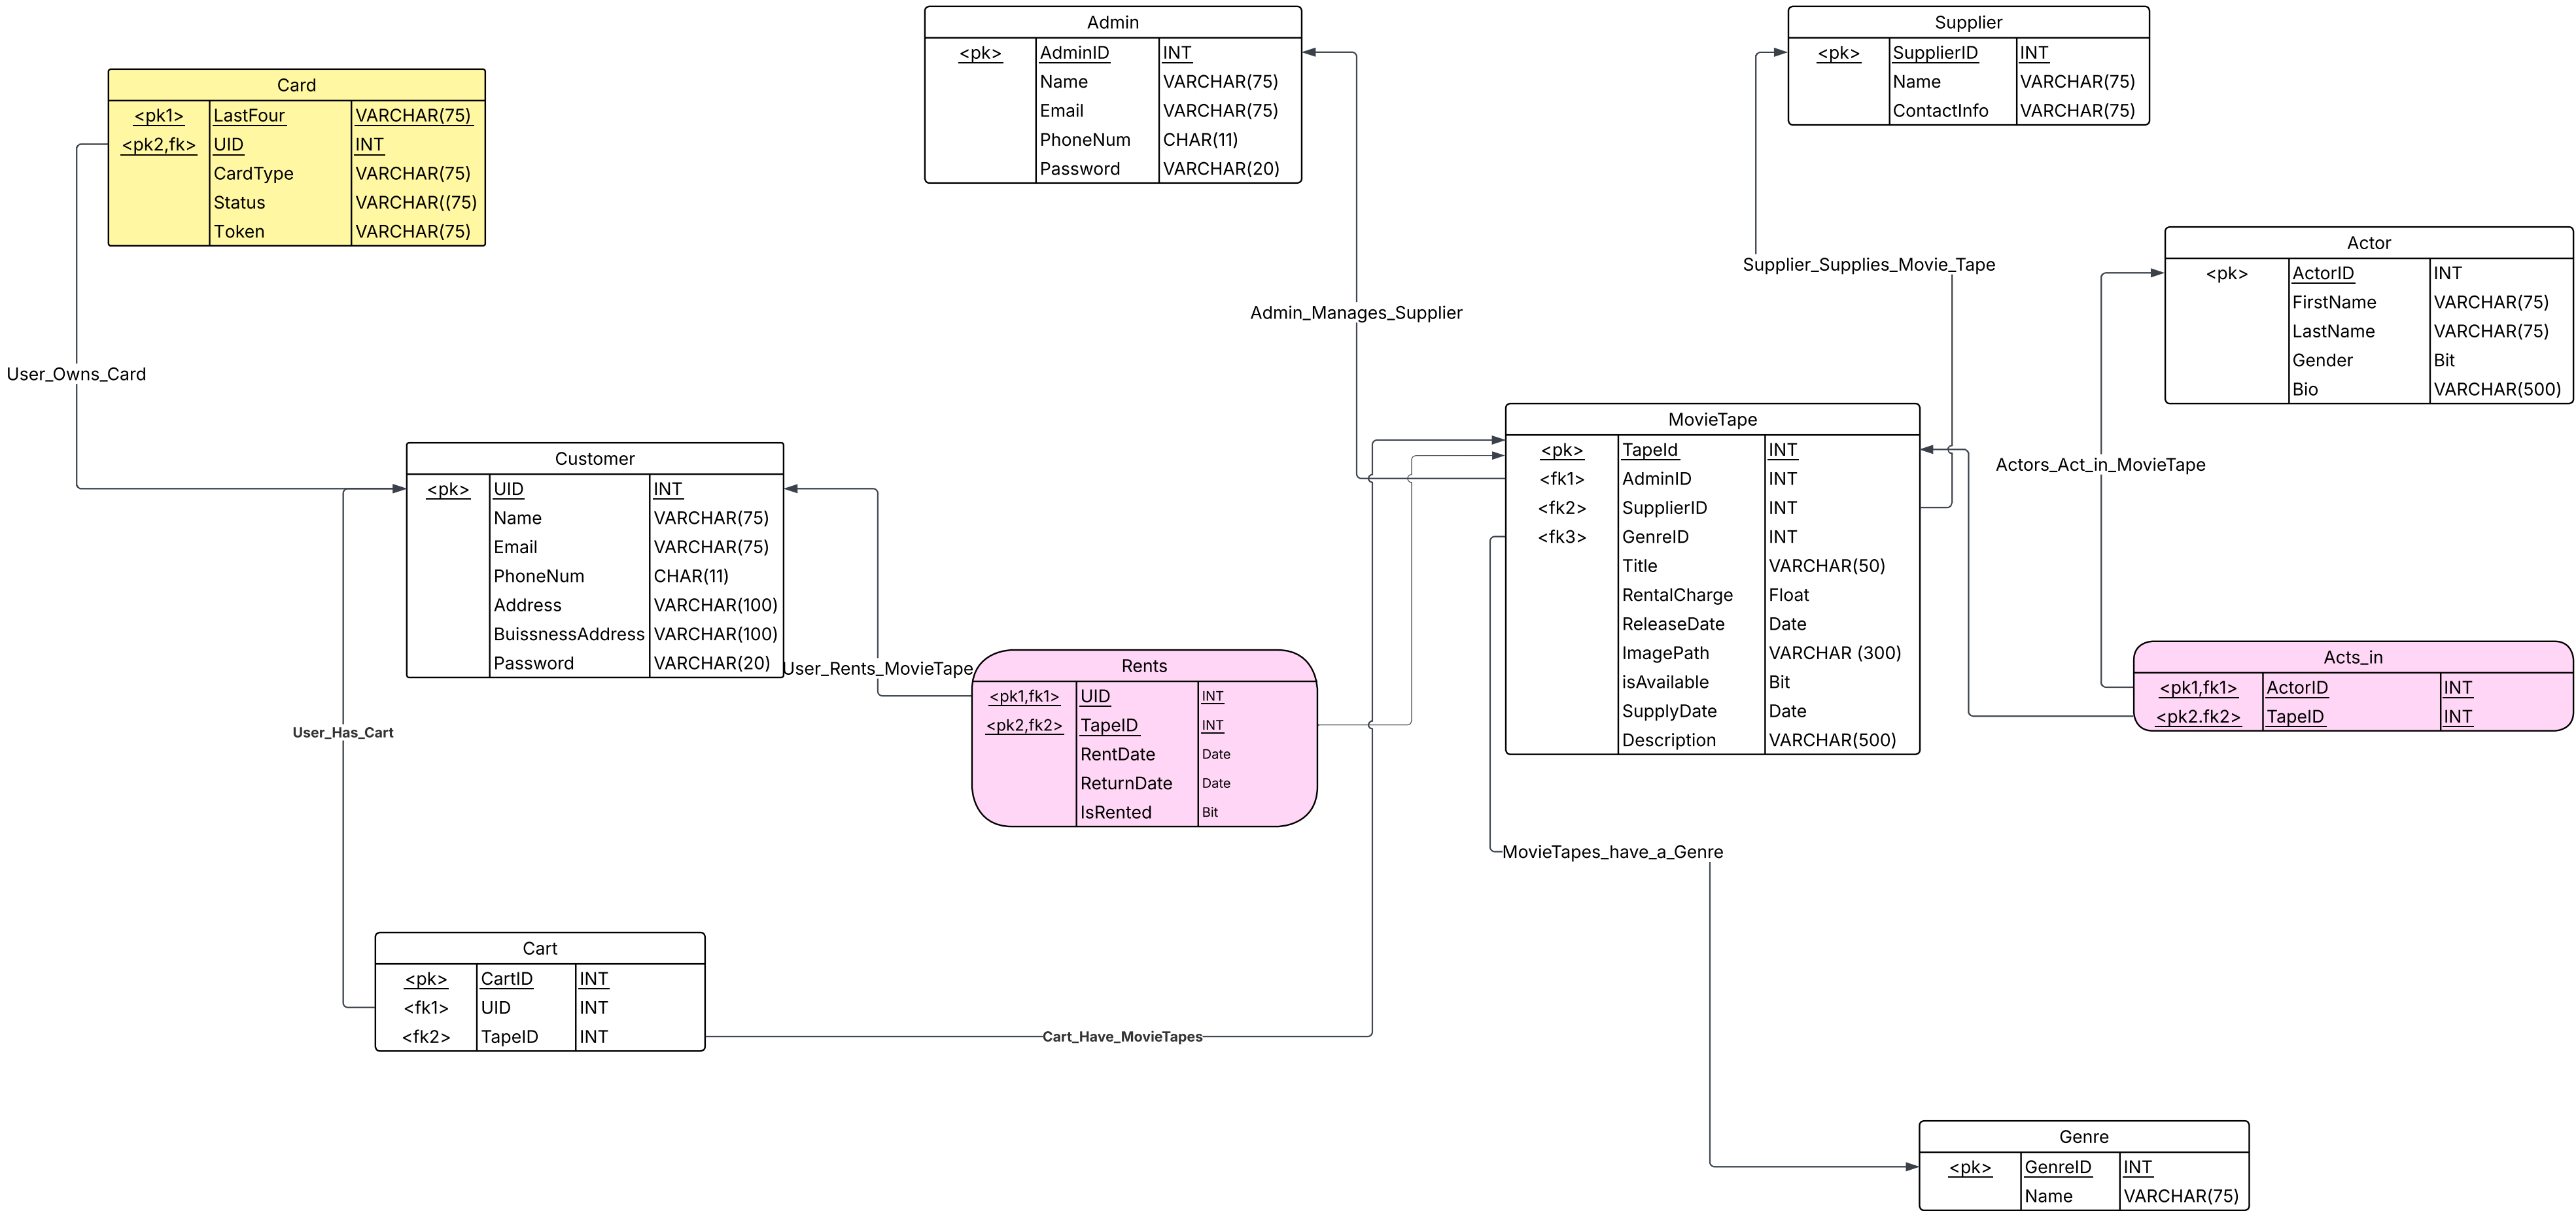 Card
<pk1> LastFour VARCHAR(75)
<pk2,fk> UID INT
CardType VARCHAR(75)
Status VARCHAR((75)
Token VARCHAR(75)
Admin
<pk> AdminID INT
Name VARCHAR(75)
Email VARCHAR(75)
PhoneNum CHAR(11)
Password VARCHAR(20)
Supplier
<pk> SupplierID INT
Name VARCHAR(75)
ContactInfo VARCHAR(75)
Actor
<pk> ActorID INT
FirstName VARCHAR(75)
LastName VARCHAR(75)
Gender Bit
Bio VARCHAR(500)
Supplier_Supplies_Movie_Tape
Admin_Manages_Supplier
User_Owns_Card
Actors_Act_in_MovieTape
Customer
<pk> UID INT
Name VARCHAR(75)
Email VARCHAR(75)
PhoneNum CHAR(11)
Address VARCHAR(100)
BuissnessAddress VARCHAR(100)
Password VARCHAR(20)
MovieTape
<pk> TapeId INT
<fk1> AdminID INT
<fk2> SupplierID INT
<fk3> GenreID INT
Title VARCHAR(50)
RentalCharge Float
ReleaseDate Date
ImagePath VARCHAR (300)
isAvailable Bit
SupplyDate Date
Description VARCHAR(500)
User_Rents_MovieTape
Rents
<pk1,fk1> UID INT
<pk2,fk2> TapeID INT
RentDate Date
ReturnDate Date
IsRented Bit
Acts_in
<pk1,fk1> ActorID INT
<pk2.fk2> TapeID INT
User_Has_Cart
MovieTapes_have_a_Genre
Cart
<pk> CartID INT
<fk1> UID INT
<fk2> TapeID INT
Cart_Have_MovieTapes
Genre
<pk> GenreID INT
Name VARCHAR(75)